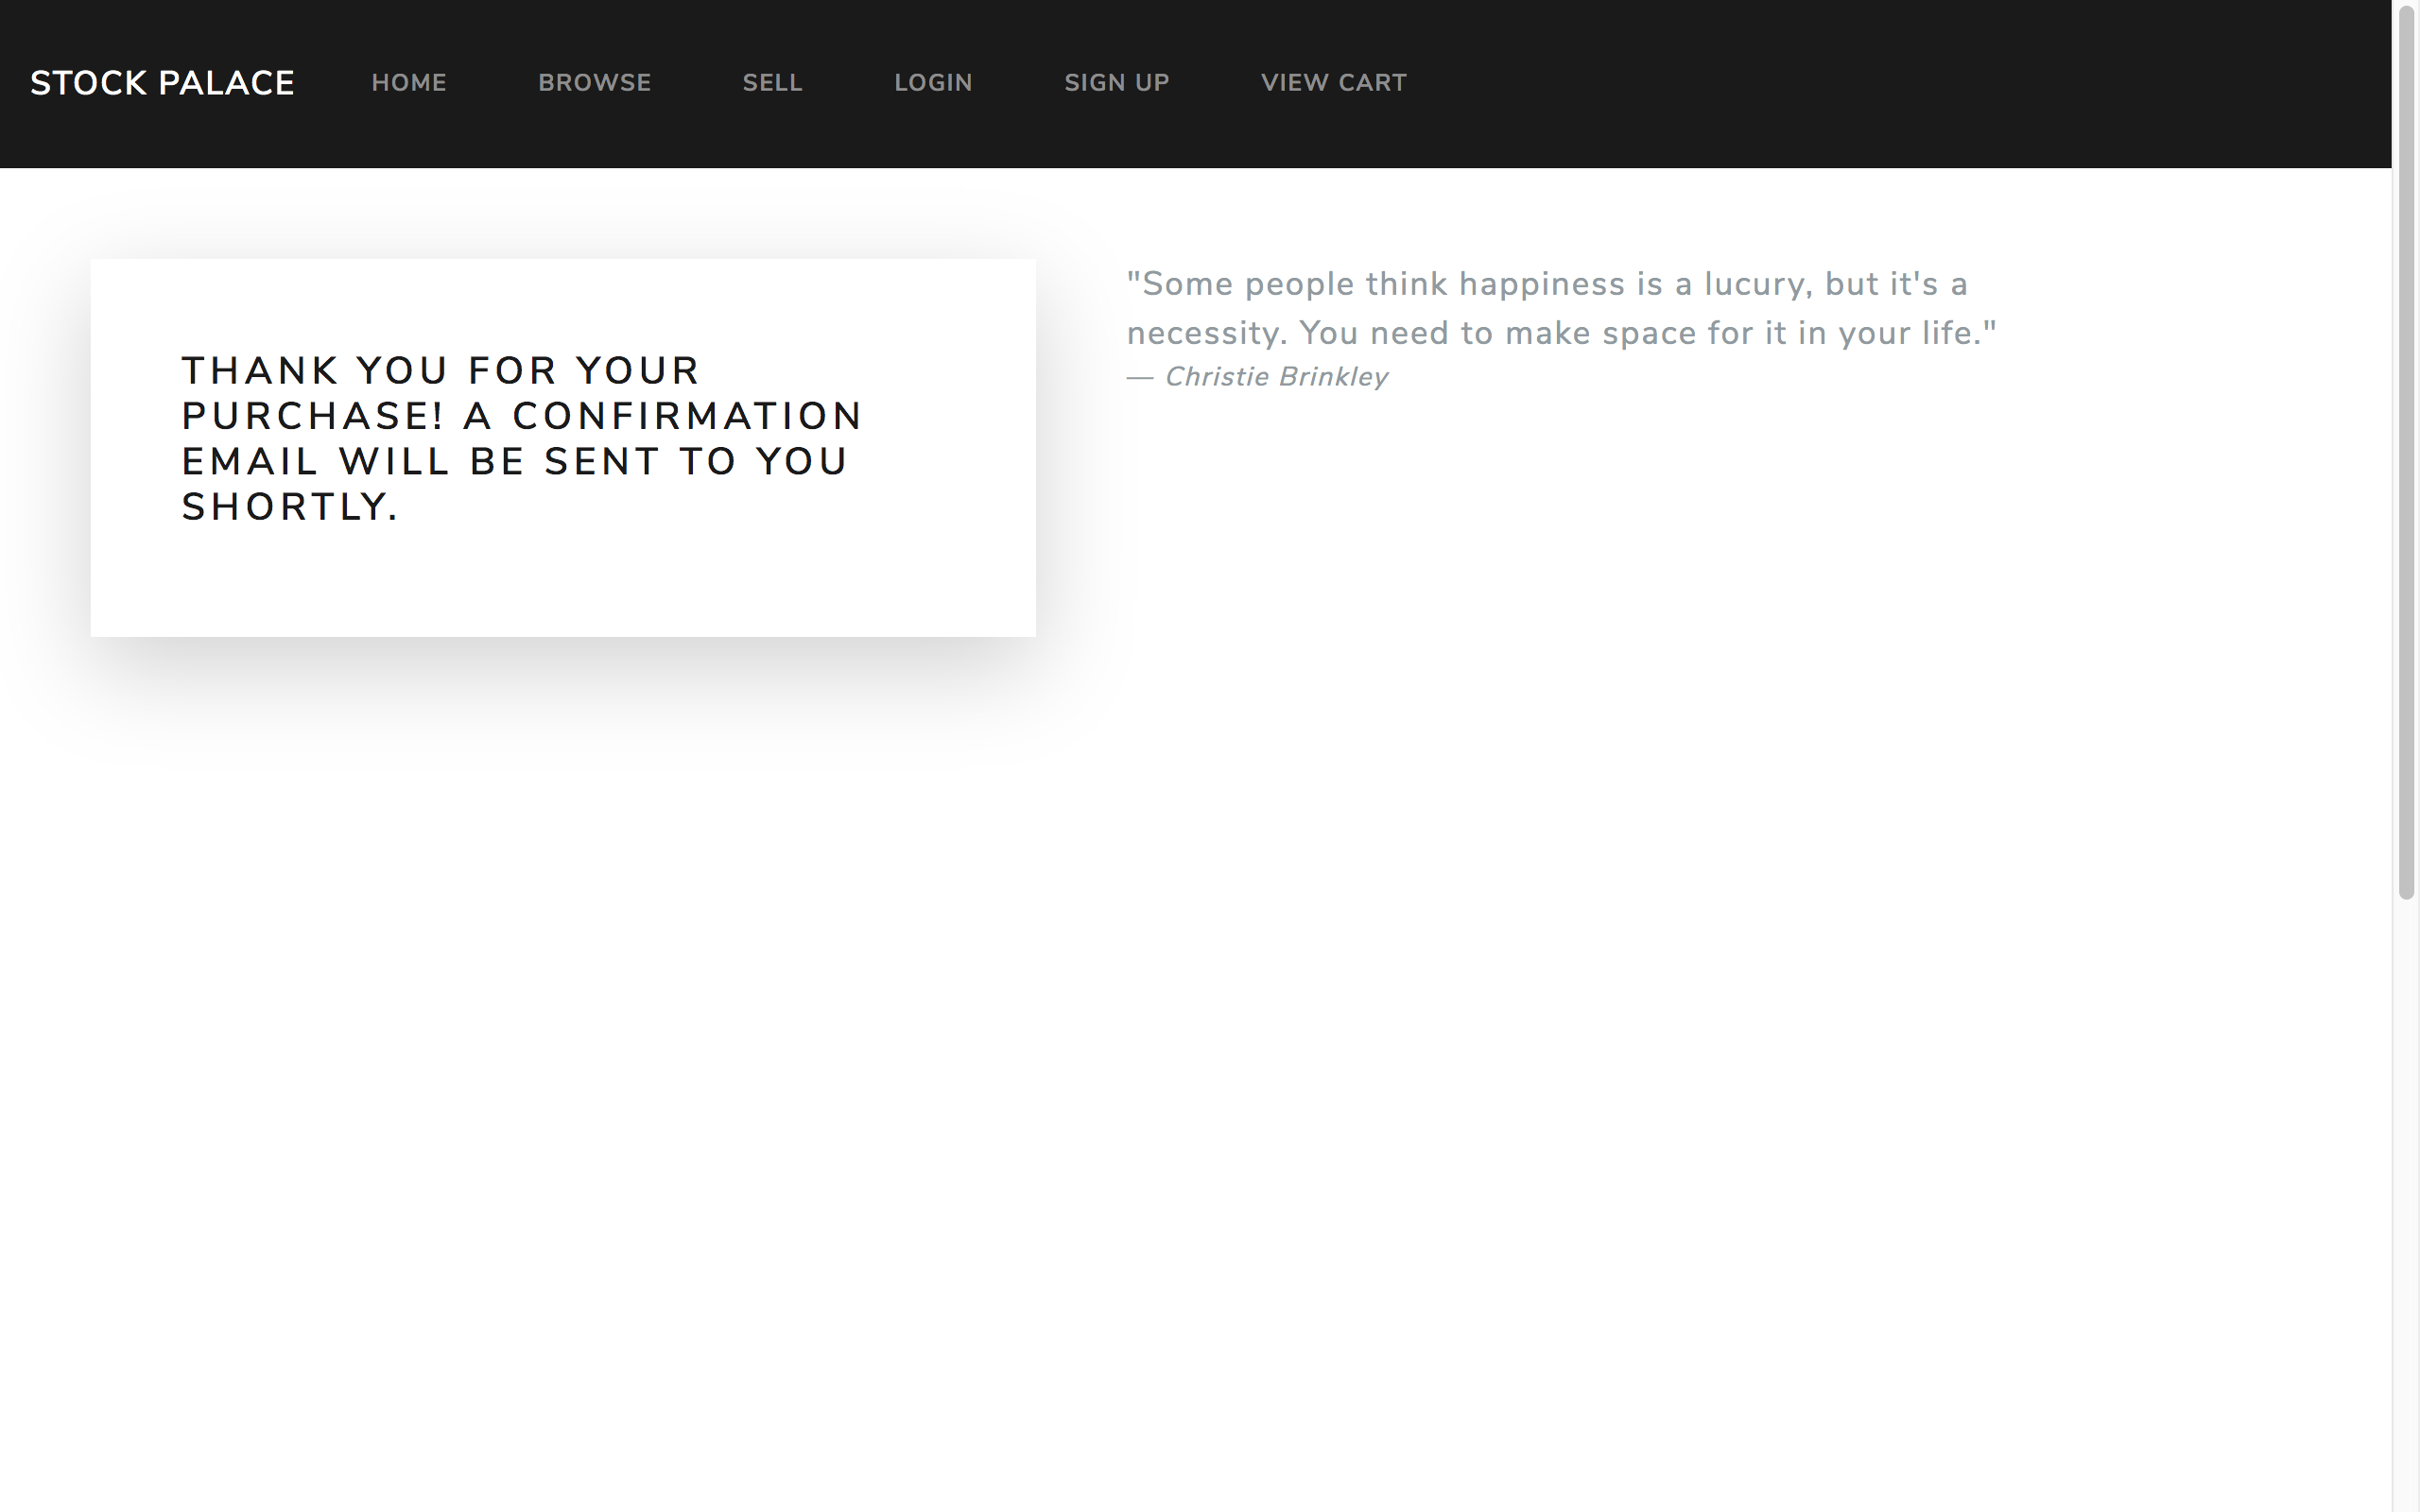 STOCK PALACE HOME BROWSE SELL LOGIN SIGN UP VIEW CART
THANK YOU FOR YOUR
PURCHASE! A CONFIRMATION
EMAIL WILL BE SENT TO YOU
SHORTLY.
"Some people think happiness is a lucury, but it's a
necessity. You need to make space for it in your life."
— Christie Brinkley